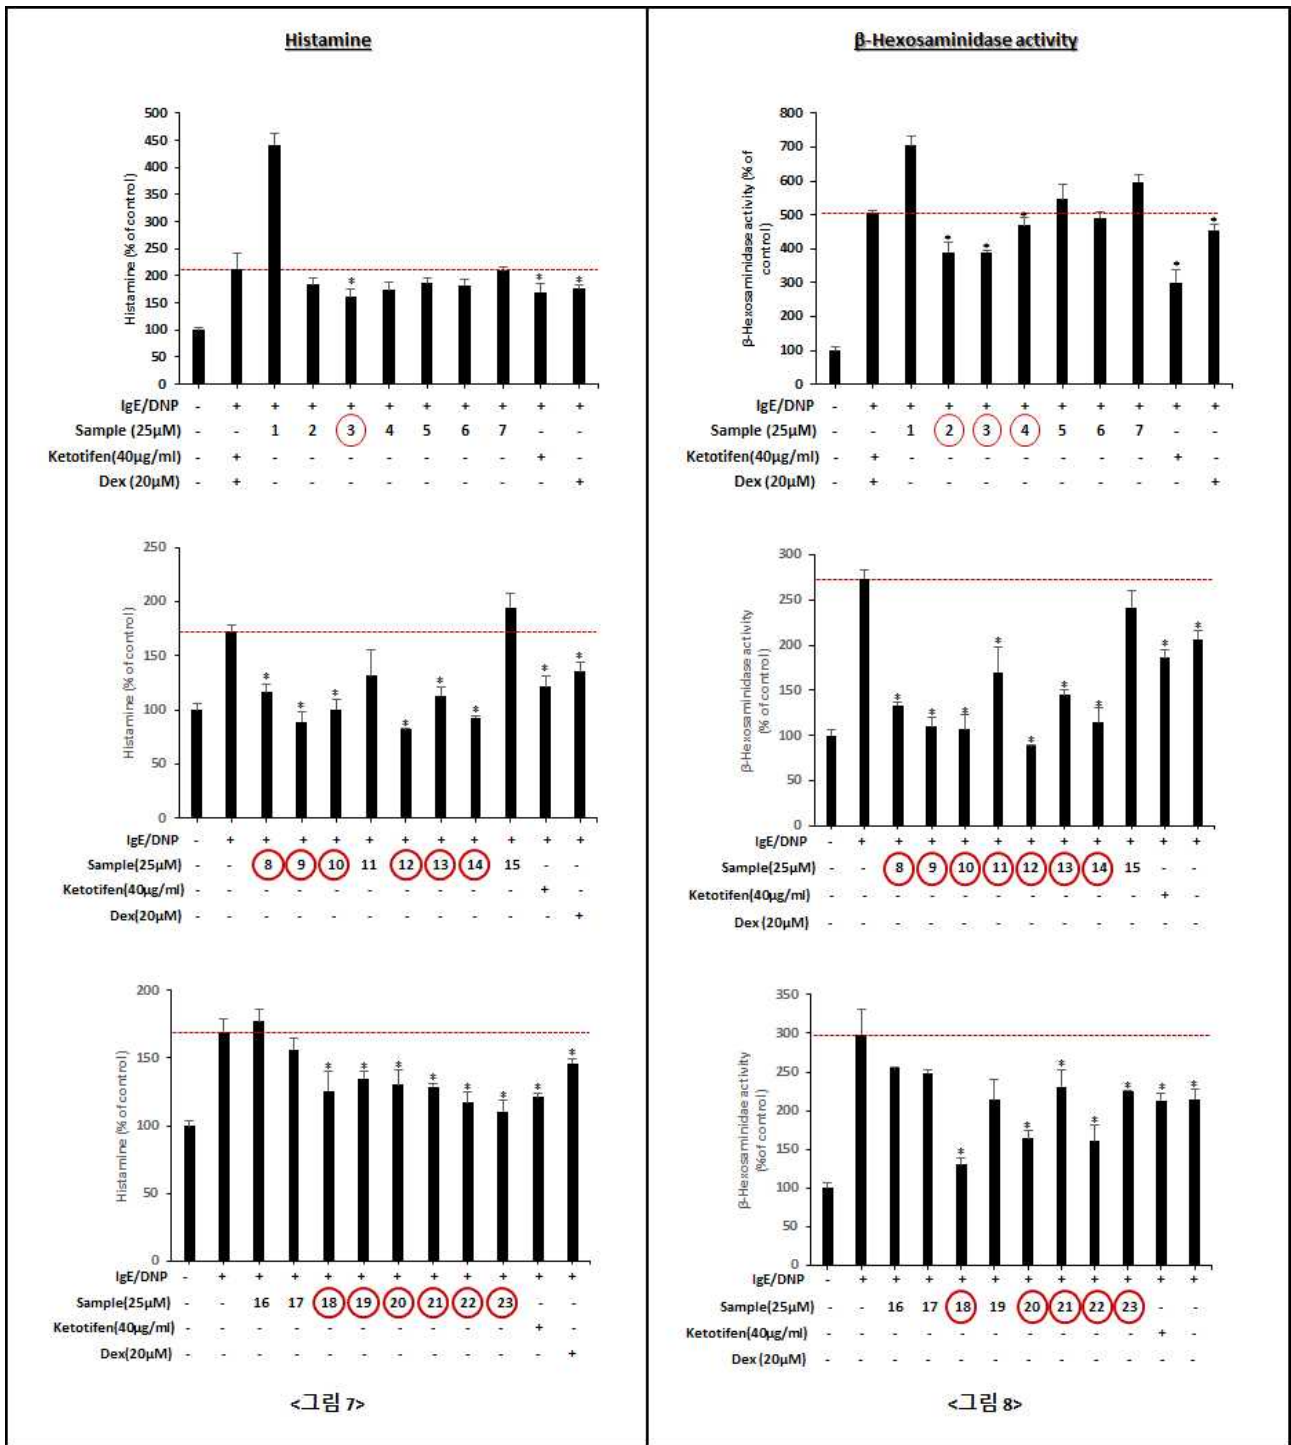 Histamine
500
450
400
350
300
250
200
150
100
50
0
Histamine (% of control)
* * *
IgE/DNP - + + + + + + + + + +
Sample (25µM) - - 1 2 3 4 5 6 7 - -
Ketotifen(40µg/ml) - + - - - - - - - + -
Dex (20µM) - + - - - - - - - - +
250
200
150
100
50
0
Histamine (% of control)
* * * * * * * *
IgE/DNP - + + + + + + + + + + +
Sample(25µM) - - 8 9 10 11 12 13 14 15 - -
Ketotifen(40µg/ml) - - - - - - - - - - + -
Dex(20µM) - - - - - - - - - - - +
200
150
100
50
0
Histamine (% of control)
* * * * * * * *
IgE/DNP - + + + + + + + + + + +
Sample(25µM) - - 16 17 18 19 20 21 22 23 - -
Ketotifen(40µg/ml) - - - - - - - - - - + -
Dex(20µM) - - - - - - - - - - - +
<그림 7>
β-Hexosaminidase activity
800
700
600
500
400
300
200
100
0
β-Hexosaminidase activity (% of
control)
* * * * *
IgE/DNP - + + + + + + + + + +
Sample (25µM) - - 1 2 3 4 5 6 7 - -
Ketotifen(40µg/ml) - + - - - - - - - + -
Dex (20µM) - + - - - - - - - - +
300
250
200
150
100
50
0
β-Hexosaminidase activity
(% of control)
* * * * * * * * *
IgE/DNP - + + + + + + + + + + +
Sample(25µM) - - 8 9 10 11 12 13 14 15 - -
Ketotifen(40µg/ml) - - - - - - - - - - + -
Dex (20µM) - - - - - - - - - - - -
350
300
250
200
150
100
50
0
β-Hexosaminidae activity
(%of control)
* * * * * * *
IgE/DNP - + + + + + + + + + + +
Sample(25µM) - - 16 17 18 19 20 21 22 23 - -
Ketotifen(40µg/ml) - - - - - - - - - - + -
Dex (20µM) - - - - - - - - - - - -
<그림 8>